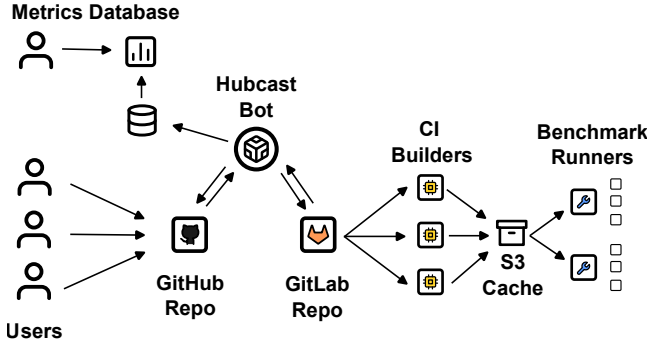 Metrics Database
Hubcast
Bot
CI
Builders
Benchmark
Runners
GitHub
Repo
GitLab
Repo
S3
Cache
Users